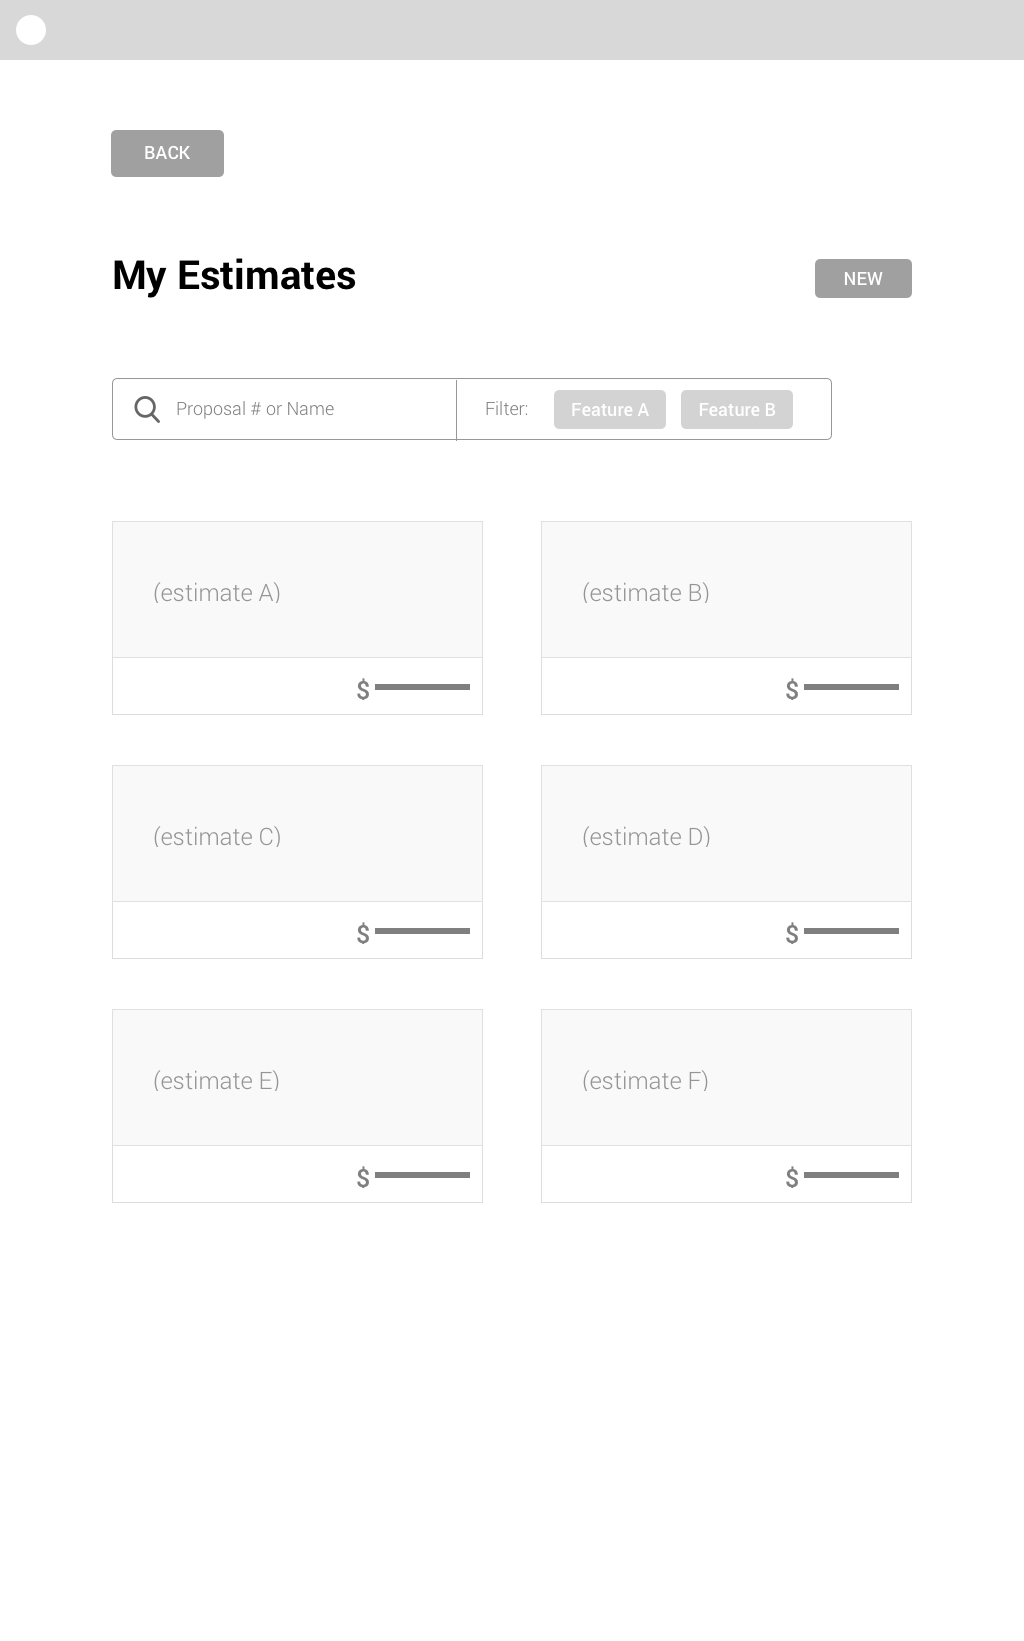 BACK
My Estimates
NEW
Proposal # or Name
Filter:
Feature A
Feature B
(estimate A)
(estimate B)
$
$
(estimate C)
(estimate D)
$
$
(estimate E)
(estimate F)
$
$